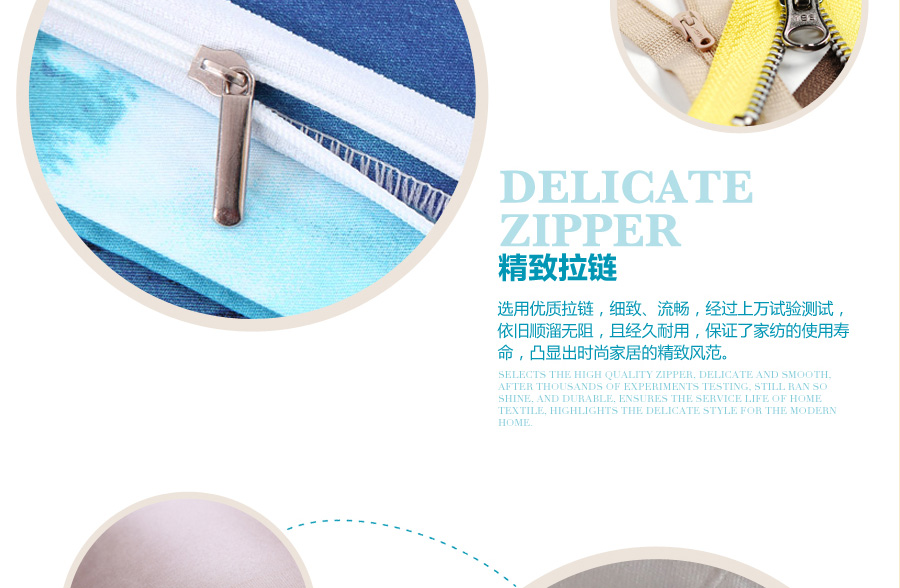 DELICATE
ZIPPER
精致拉链
选用优质拉链，细致、流畅，经过上万试验测试，
依旧顺溜无阻，且经久耐用，保证了家纺的使用寿
命，凸显出时尚家居的精致风范。
SELECTS THE HIGH QUALITY ZIPPER, DELICATE AND SMOOTH,
AFTER THOUSANDS OF EXPERIMENTS TESTING, STILL RAN SO
SHINE, AND DURABLE, ENSURES THE SERVICE LIFE OF HOME
TEXTILE, HIGHLIGHTS THE DELICATE STYLE FOR THE MODERN
HOME.